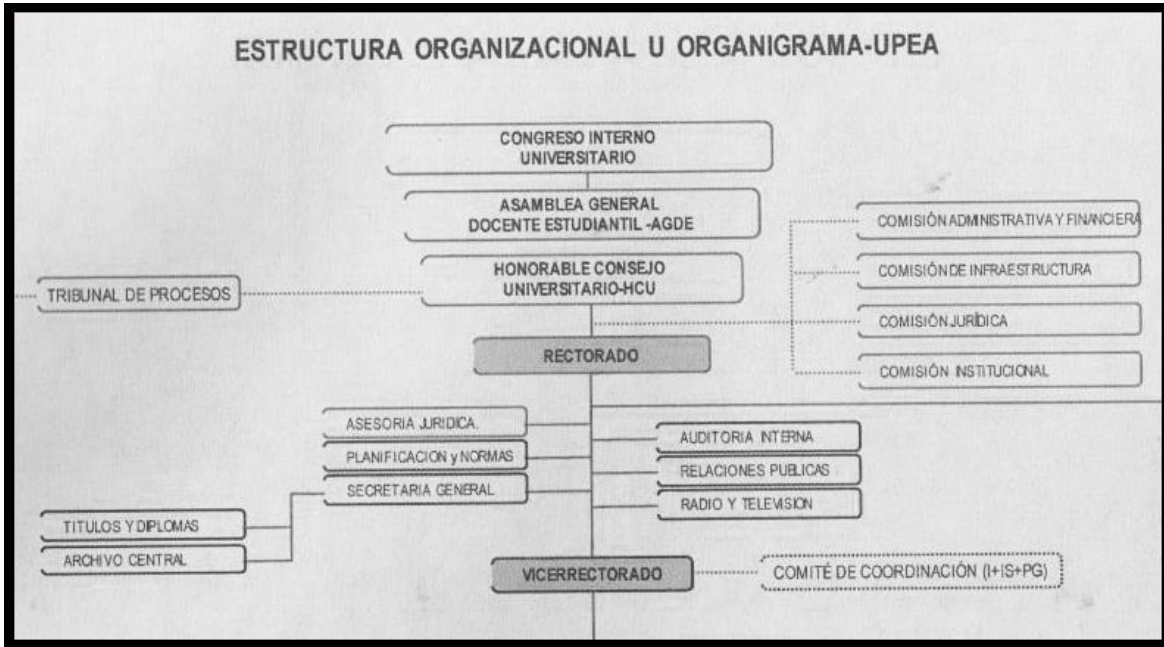 ESTRUCTURA ORGANIZACIONAL U ORGANIGRAMA-UPEA
CONGRESO INTERNO
UNIVERSITARIO
ASAMBLEA GENERAL
DOCENTE ESTUDIANTIL -AGDE
HONORABLE CONSEJO
UNIVERSITARIO-HCU
TRIBUNAL DE PROCESOS
COMISIÓN ADMINISTRATIVA Y FINANCIERA
COMISIÓN DE INFRAESTRUCTURA
COMISIÓN JURÍDICA
COMISIÓN INSTITUCIONAL
RECTORADO
ASESORIA JURIDICA.
PLANIFICACION y NORMAS
SECRETARIA GENERAL
AUDITORIA INTERNA
RELACIONES PUBLICAS
RADIO Y TELEVISION
TITULOS Y DIPLOMAS
ARCHIVO CENTRAL
VICERRECTORADO
COMITÉ DE COORDINACIÓN (I+IS+PG)